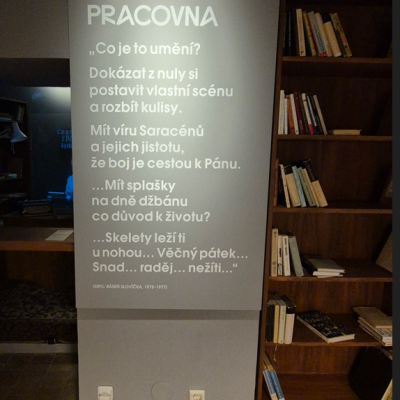 PRACOVNA
„Co je to umění?
Dokázat z nuly si
postavit vlastní scénu
a rozbít kulisy.
Mít víru Saracénů
a jejich jistotu,
že boj je cestou k Pánu.
...Mít splašky
na dně džbánu
co důvod k životu?
...Skelety leží ti
u nohou... Věčný pátek...
Snad... raděj... nežíti..."